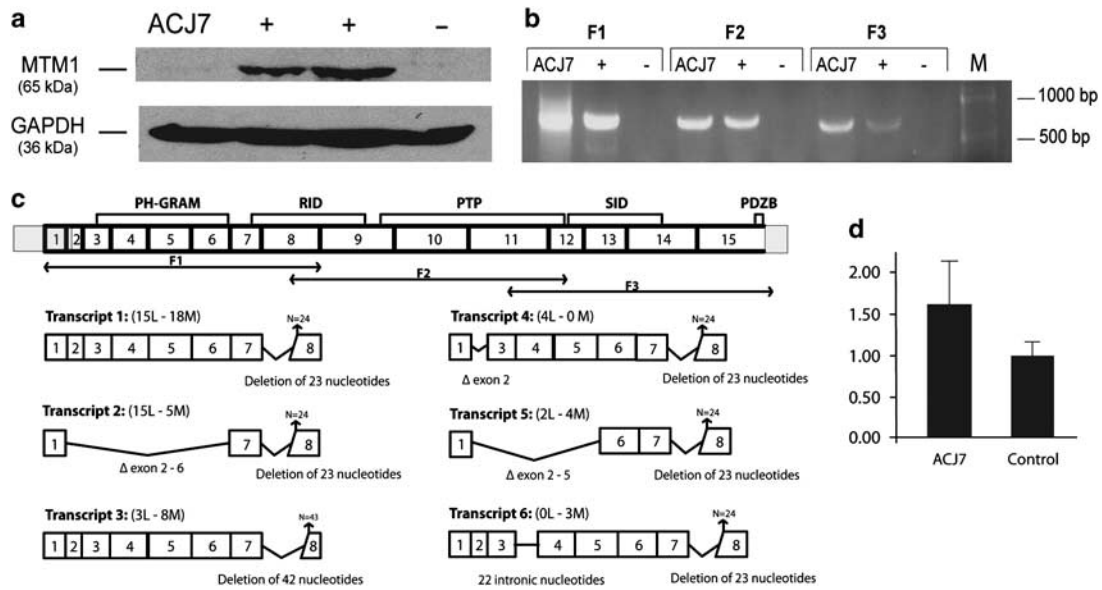 a
ACJ7 + + -
MTM1
(65 kDa)
GAPDH
(36 kDa)
b
F1 F2 F3
ACJ7 + - ACJ7 + - ACJ7 + - M
1000 bp
500 bp
c
PH-GRAM RID PTP SID PDZB
1 2 3 4 5 6 7 8 9 10 11 12 13 14 15
F1
F2
F3
Transcript 1: (15L - 18M)
N=24
1 2 3 4 5 6 7 8
Deletion of 23 nucleotides
Transcript 2: (15L - 5M)
N=24
1 7 8
Δ exon 2 - 6
Deletion of 23 nucleotides
Transcript 3: (3L - 8M)
N=43
1 2 3 4 5 6 7 8
Deletion of 42 nucleotides
Transcript 4: (4L - 0 M)
N=24
1 3 4 5 6 7 8
Δ exon 2
Deletion of 23 nucleotides
Transcript 5: (2L - 4M)
N=24
1 6 7 8
Δ exon 2 - 5
Deletion of 23 nucleotides
Transcript 6: (0L - 3M)
N=24
1 2 3 4 5 6 7 8
22 intronic nucleotides
Deletion of 23 nucleotides
d
2.00
1.00
0.50
0.00
ACJ7 Control